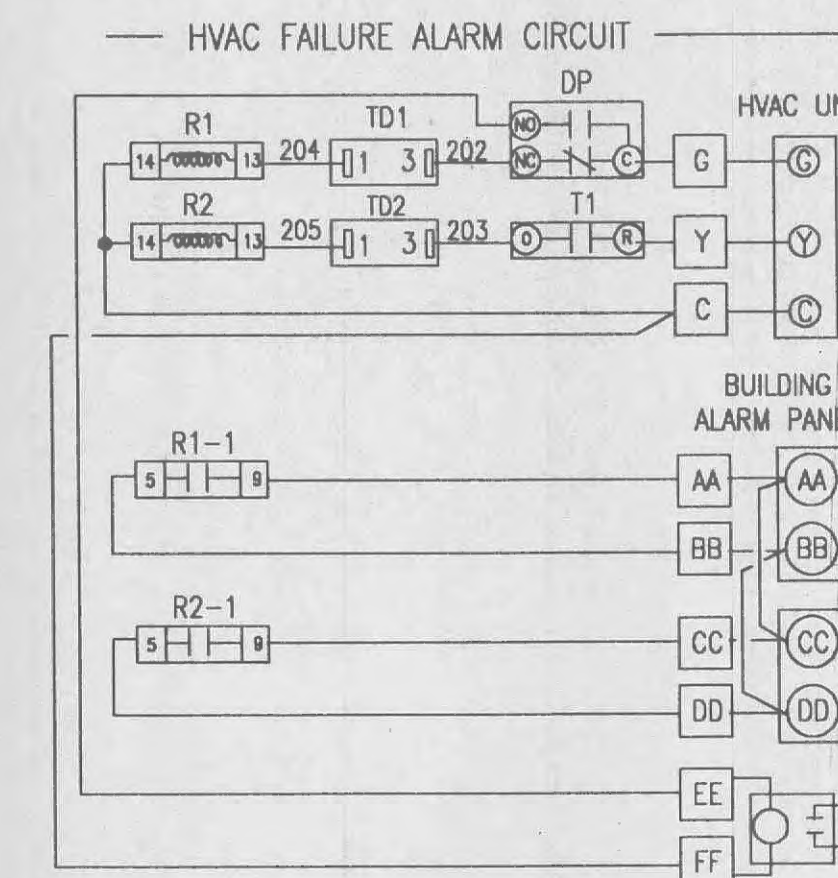 HVAC FAILURE ALARM CIRCUIT
DP
HVAC UN
R1 TD1 NO
14 13 204 1 3 202 NC C G G
R2 TD2 T1
14 13 205 1 3 203 O R Y Y
C C
BUILDING
ALARM PAN
R1-1
5 9 AA AA
BB BB
R2-1
5 9 CC CC
DD DD
EE
FF